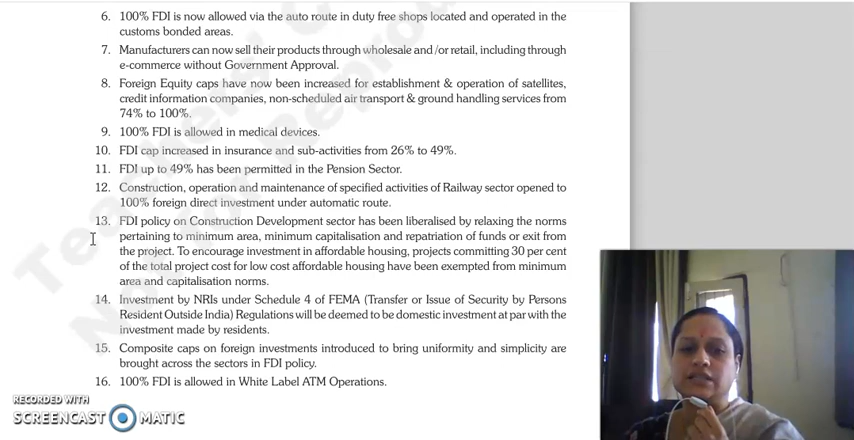 6. 100% FDI is now allowed via the auto route in duty free shops located and operated in the
customs bonded areas.
7. Manufacturers can now sell their products through wholesale and /or retail, including through
e-commerce without Government Approval.
8. Foreign Equity caps have now been increased for establishment & operation of satellites,
credit information companies, non-scheduled air transport & ground handling services from
74% to 100%.
9. 100% FDI is allowed in medical devices.
10. FDI cap increased in insurance and sub-activities from 26% to 49%.
11. FDI up to 49% has been permitted in the Pension Sector.
12. Construction, operation and maintenance of specified activities of Railway sector opened to
100% foreign direct investment under automatic route.
13. FDI policy on Construction Development sector has been liberalised by relaxing the norms
pertaining to minimum area, minimum capitalisation and repatriation of funds or exit from
the project. To encourage investment in affordable housing, projects committing 30 per cent
of the total project cost for low cost affordable housing have been exempted from minimum
area and capitalisation norms.
14. Investment by NRIs under Schedule 4 of FEMA (Transfer or Issue of Security by Persons
Resident Outside India) Regulations will be deemed to be domestic investment at par with the
investment made by residents.
15. Composite caps on foreign investments introduced to bring uniformity and simplicity are
brought across the sectors in FDI policy.
16. 100% FDI is allowed in White Label ATM Operations.
RECORDED WITH
SCREENCAST MATIC